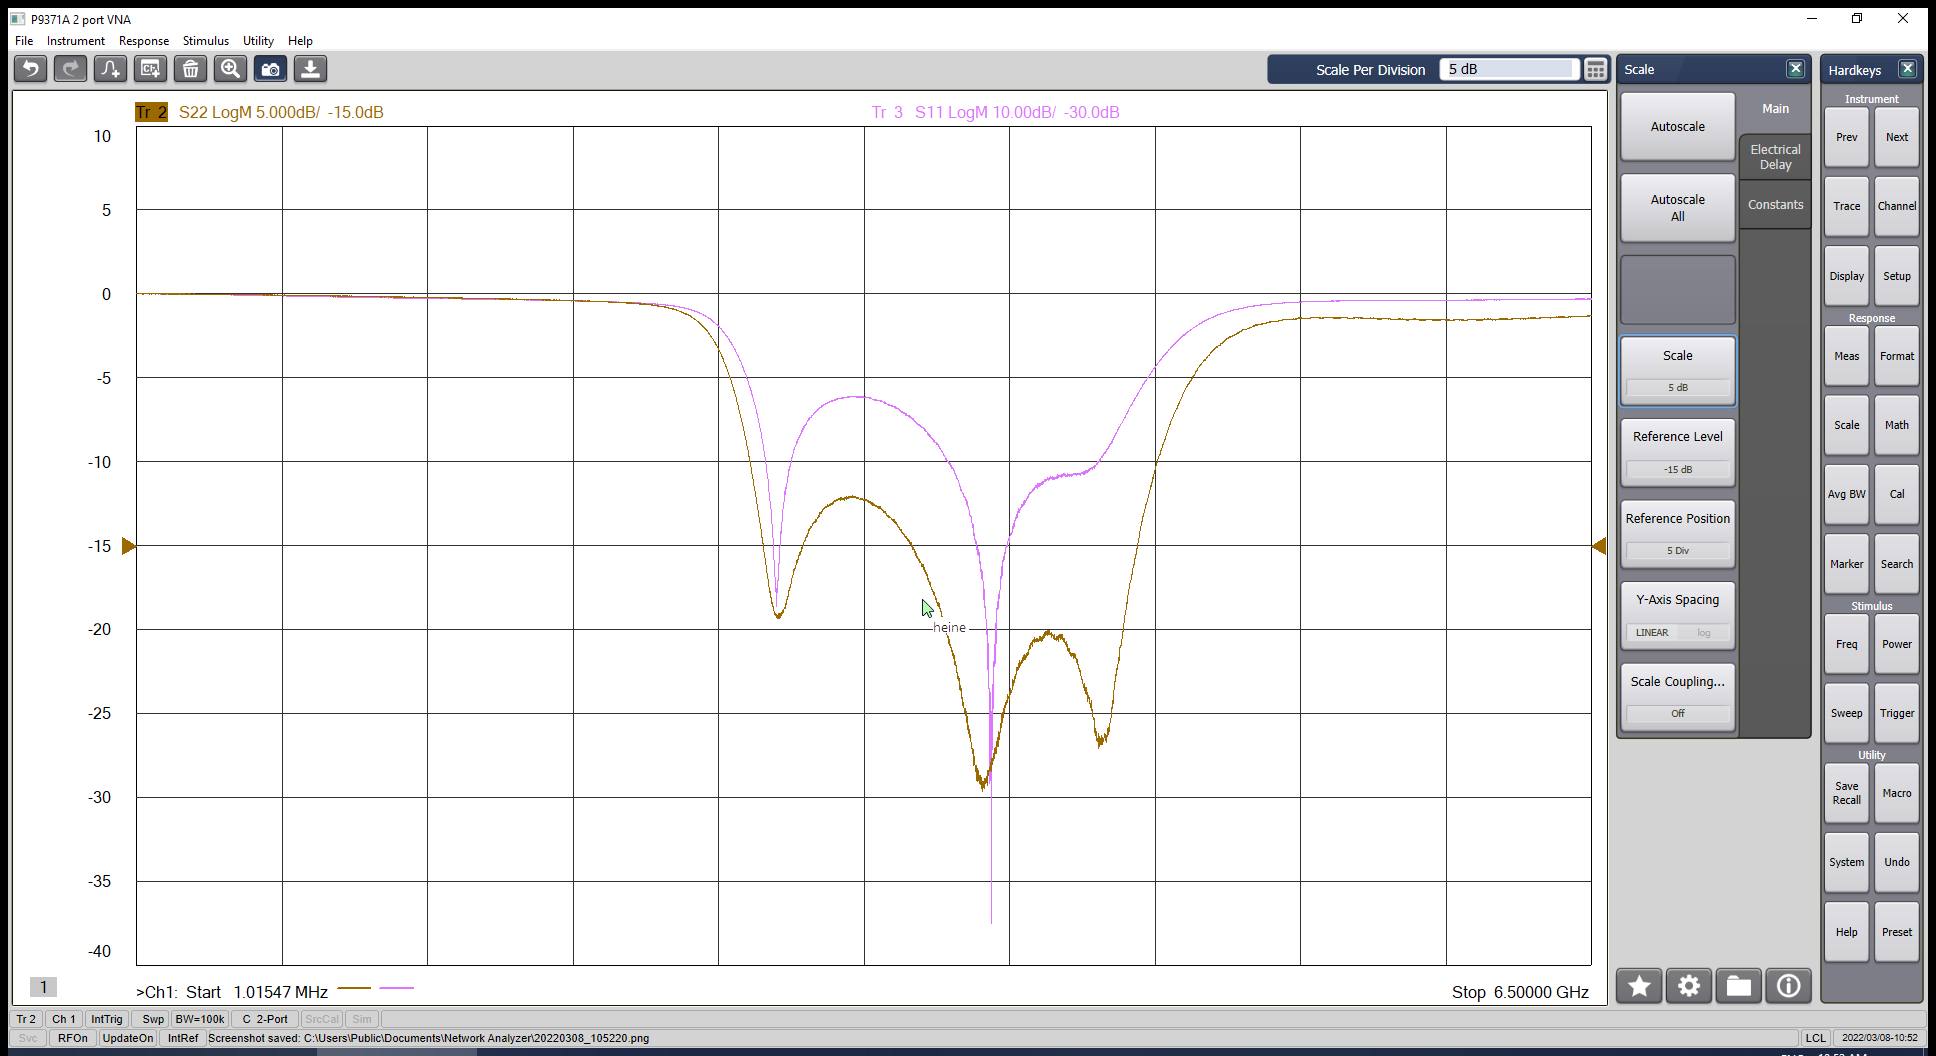 P9371A 2 port VNA
File Instrument Response Stimulus Utility Help
Scale Per Division 5 dB
Scale
Hardkeys
Tr 2 S22 LogM 5.000dB/ -15.0dB
Tr 3 S11 LogM 10.00dB/ -30.0dB
10
5
0
-5
-10
-15
-20
-25
-30
-35
-40
heine
1
>Ch1: Start 1.01547 MHz
Stop 6.50000 GHz
Autoscale
Autoscale
All
Scale
5 dB
Reference Level
-15 dB
Reference Position
5 Div
Y-Axis Spacing
LINEAR log
Scale Coupling...
Off
Main
Electrical
Delay
Constants
Instrument
Prev Next
Trace Channel
Display Setup
Response
Meas Format
Scale Math
Avg BW Cal
Marker Search
Stimulus
Freq Power
Sweep Trigger
Utility
Save
Recall
Macro
System Undo
Help Preset
Tr 2 Ch 1 IntTrig Swp BW=100k C 2-Port SrcCal Sim
Svc RFOn UpdateOn IntRef Screenshot saved: C:\Users\Public\Documents\Network Analyzer\20220308_105220.png LCL 2022/03/08-10:52